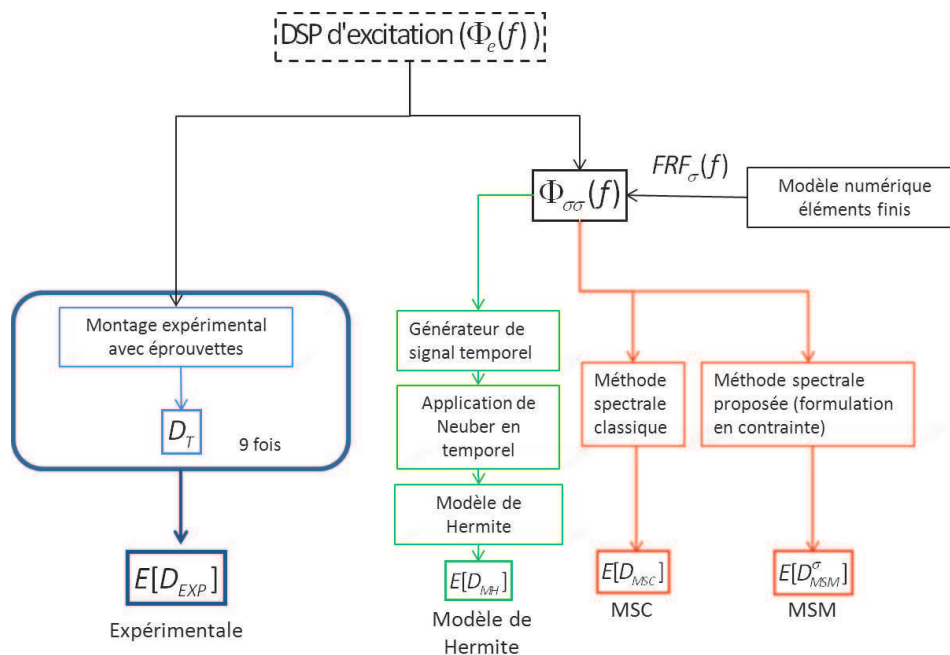 DSP d'excitation (Φe(f))
FRFσ(f)
Φσσ(f)
Modèle numérique
éléments finis
Montage expérimental
avec éprouvettes
DT
9 fois
Générateur de
signal temporel
Application de
Neuber en
temporel
Modèle de
Hermite
Méthode
spectrale
classique
Méthode spectrale
proposée (formulation
en contrainte)
E[DEXP]
E[DMH]
E[DMSC]
E[DσMSM]
Expérimentale
Modèle de
Hermite
MSC
MSM